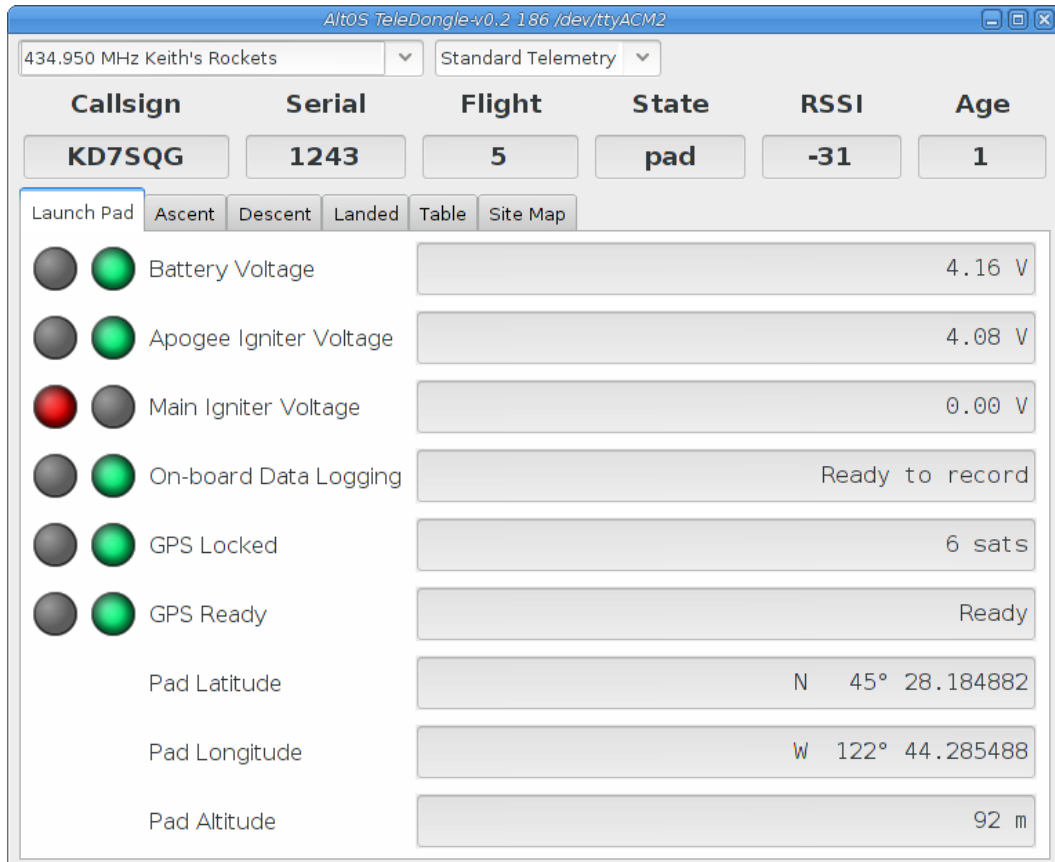 AltOS TeleDongle-v0.2 186 /dev/ttyACM2
434.950 MHz Keith's Rockets Standard Telemetry
Callsign Serial Flight State RSSI Age
KD7SQG 1243 5 pad -31 1
Launch Pad Ascent Descent Landed Table Site Map
Battery Voltage 4.16 V
Apogee Igniter Voltage 4.08 V
Main Igniter Voltage 0.00 V
On-board Data Logging Ready to record
GPS Locked 6 sats
GPS Ready Ready
Pad Latitude N 45° 28.184882
Pad Longitude W 122° 44.285488
Pad Altitude 92 m